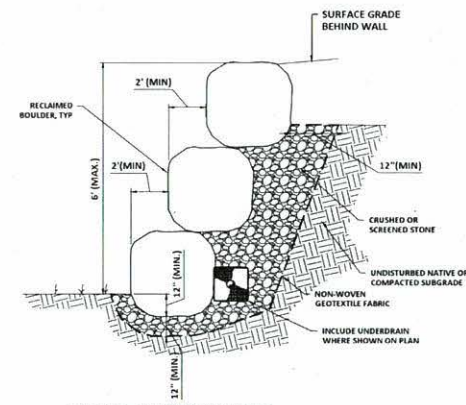 SURFACE GRADE
BEHIND WALL
2' (MIN)
RECLAIMED
BOULDER, TYP
2'(MIN)
6' (MAX.)
12"(MIN)
CRUSHED OR
SCREENED STONE
12" (MIN.)
UNDISTURBED NATIVE OR
COMPACTED SUBGRADE
NON-WOVEN
GEOTEXTILE FABRIC
INCLUDE UNDERDRAIN
WHERE SHOWN ON PLAN
12" (MIN.)